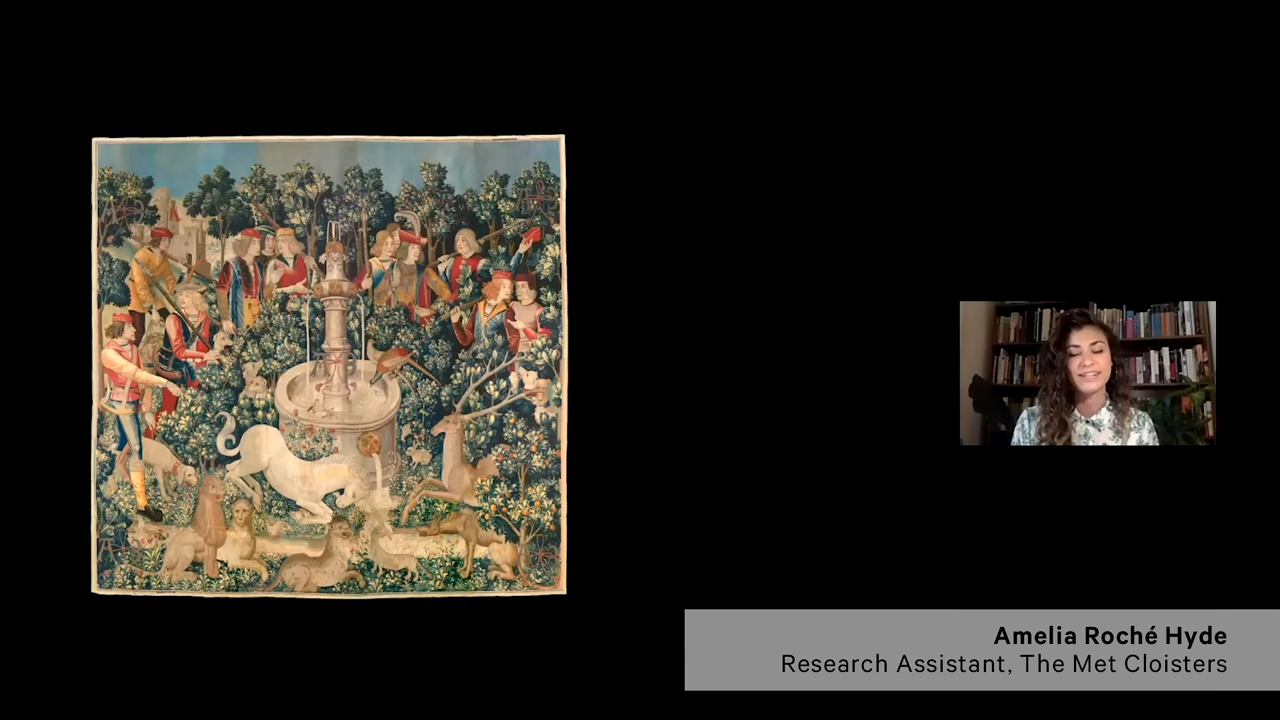 Amelia Roché Hyde
Research Assistant, The Met Cloisters